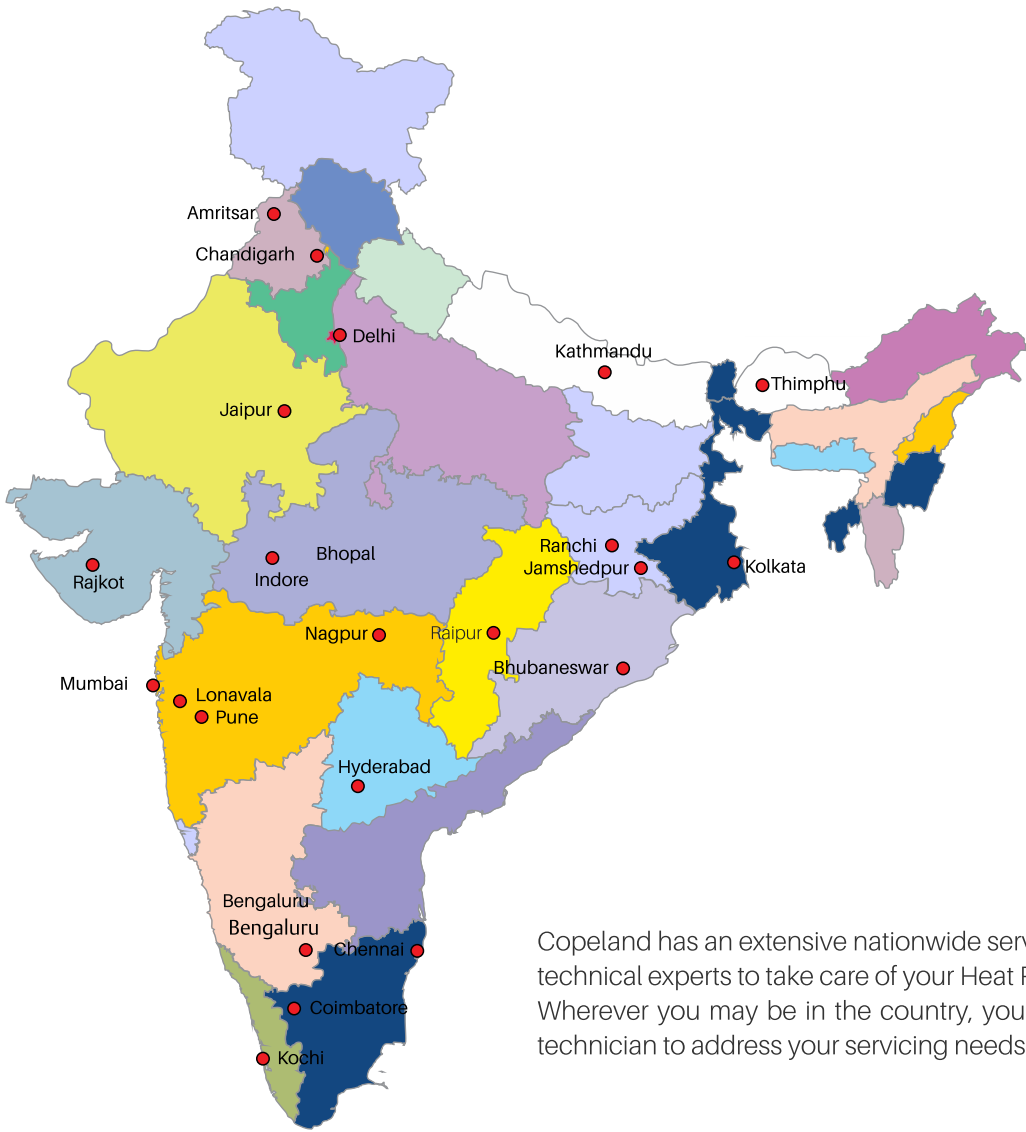 Amritsar
Chandigarh
Delhi
Kathmandu
Thimphu
Jaipur
Ranchi
Bhopal
Jamshedpur
Kolkata
Rajkot
Indore
Nagpur
Raipur
Bhubaneswar
Mumbai
Lonavala
Pune
Hyderabad
Bengaluru
Bengaluru
Chennai
Coimbatore
Kochi
Copeland has an extensive nationwide serv
technical experts to take care of your Heat P
Wherever you may be in the country, you
technician to address your servicing needs